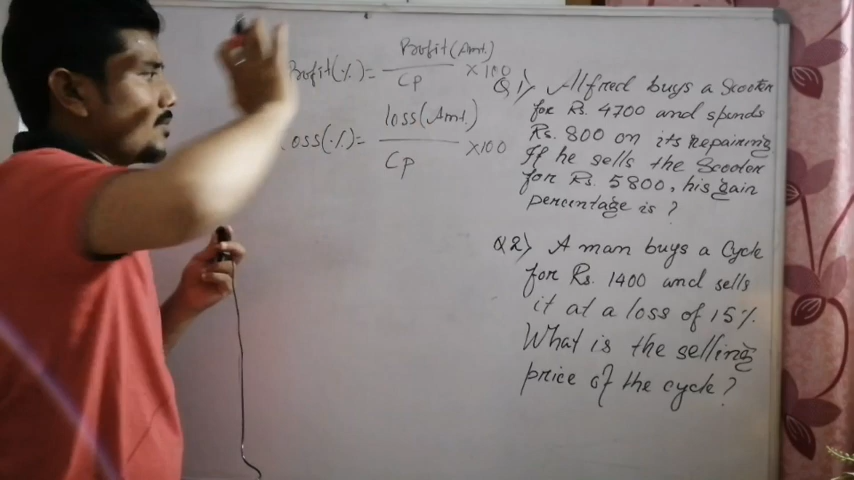 Profit(%)= Profit(Amt.)/CP ×100
Loss(%)= loss(Amt.)/CP ×100
Q1) Alfred buys a Scooter
for Rs. 4700 and spends
Rs. 800 on its repairing
If he sells the Scooter
for Rs. 5800, his gain
percentage is?
Q2) A man buys a Cycle
for Rs. 1400 and sells
it at a loss of 15%.
What is the selling
price of the cycle?